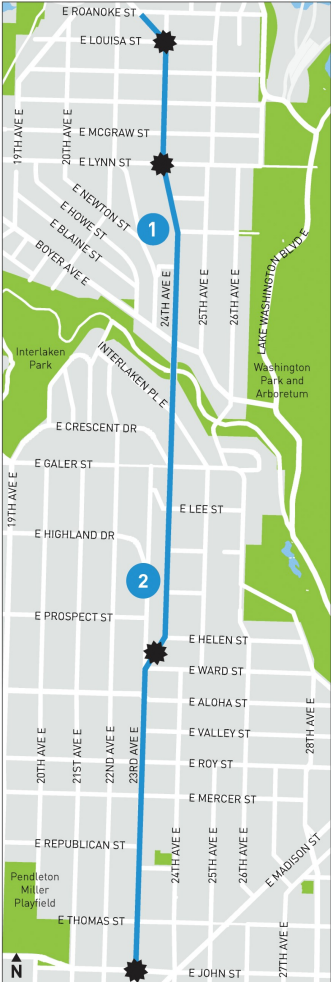 E ROANOKE ST
E LOUISA ST
E MCGRAW ST
19TH AVE E
20TH AVE E
E LYNN ST
E NEWTON ST
E HOWE ST
E BLAINE ST
BOYER AVE E
1
24TH AVE E
25TH AVE E
26TH AVE E
LAKE WASHINGTON BLVD E
Interlaken
Park
INTERLAKEN PL E
Washington
Park and
Arboretum
E CRESCENT DR
E GALER ST
19TH AVE E
E LEE ST
E HIGHLAND DR
2
E PROSPECT ST
E HELEN ST
E WARD ST
E ALOHA ST
E VALLEY ST
E ROY ST
28TH AVE E
20TH AVE E
21ST AVE E
22ND AVE E
23RD AVE E
E MERCER ST
E REPUBLICAN ST
24TH AVE E
25TH AVE E
26TH AVE E
E MADISON ST
Pendleton
Miller
Playfield
E THOMAS ST
27TH AVE E
E JOHN ST
N